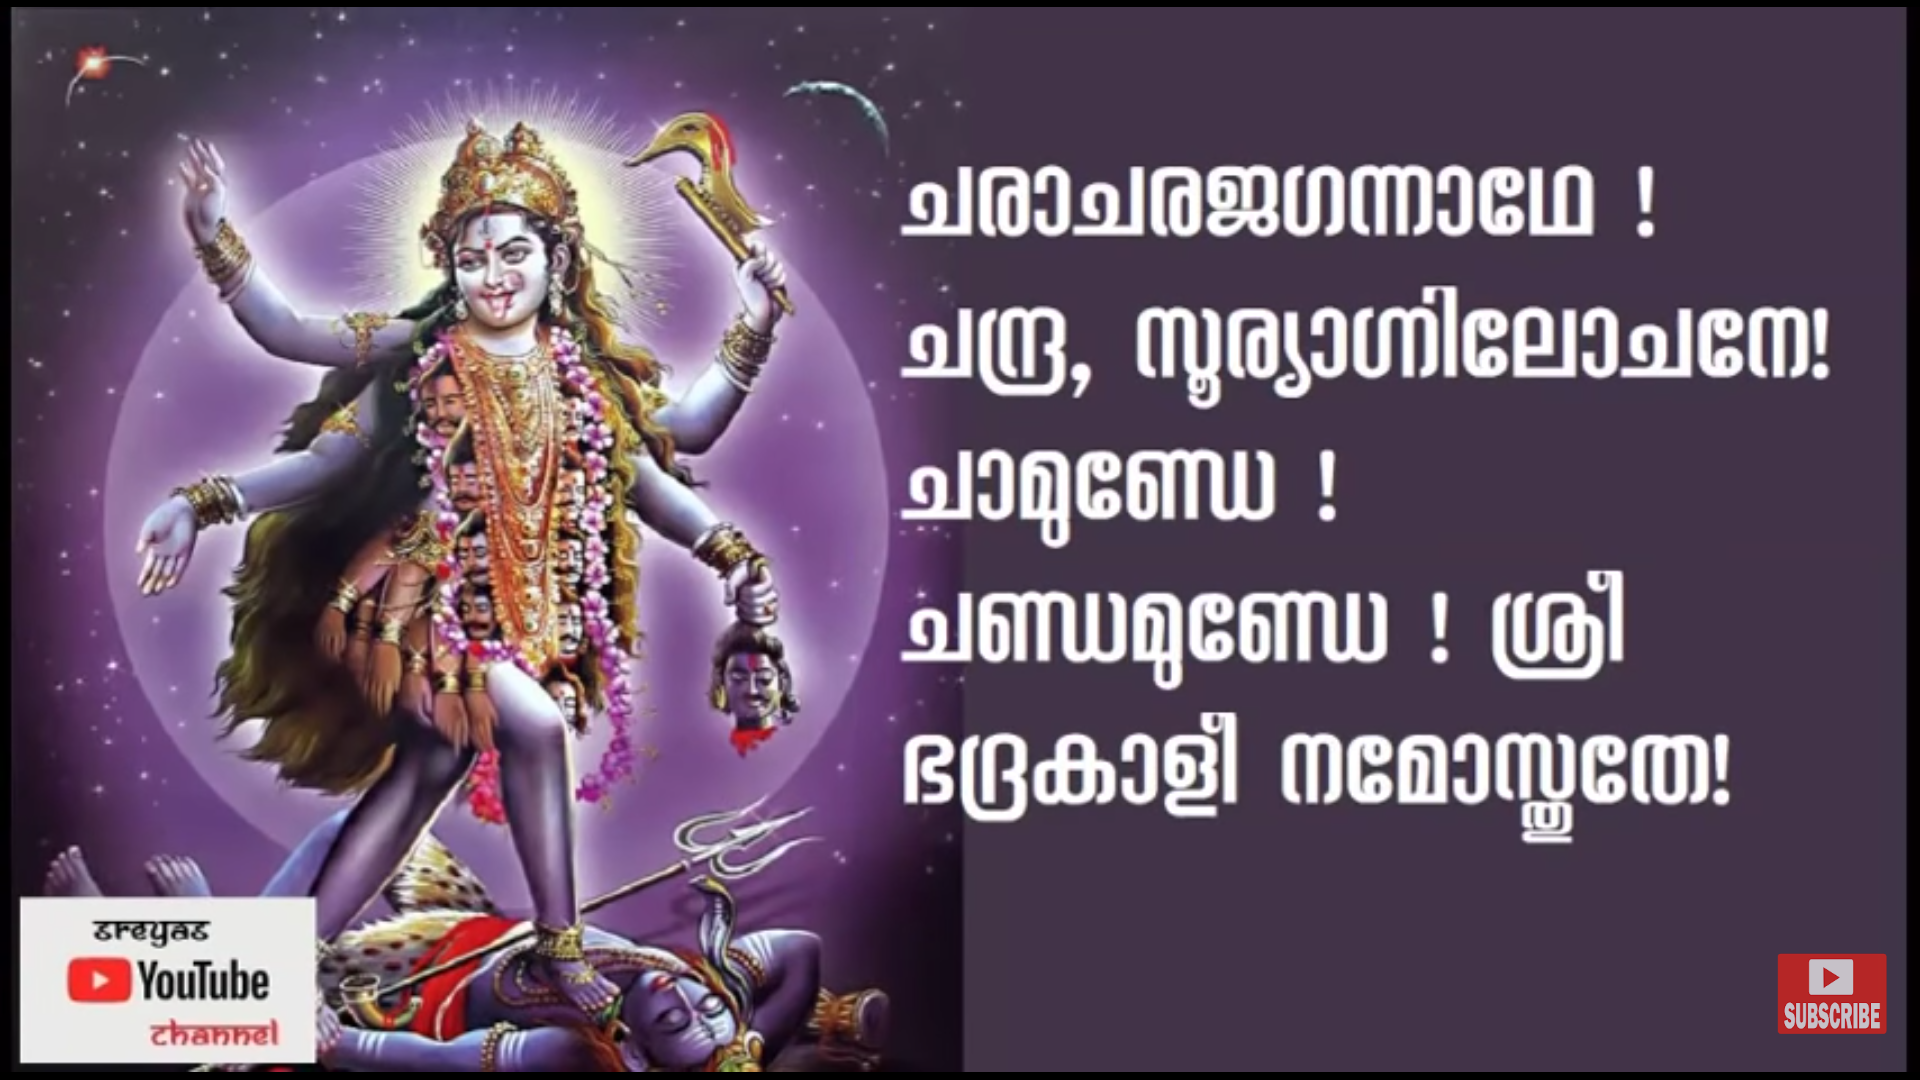 ചരാചരജഗന്നാഥേ !
ചന്ദ്ര, സൂര്യാഗ്നിലോചനേ!
ചാമുണ്ഡേ !
ചണ്ഡമുണ്ഡേ ! ശ്രീ
ഭദ്രകാളീ നമോസ്തുതേ!
sreyas
YouTube
channel
SUBSCRIBE